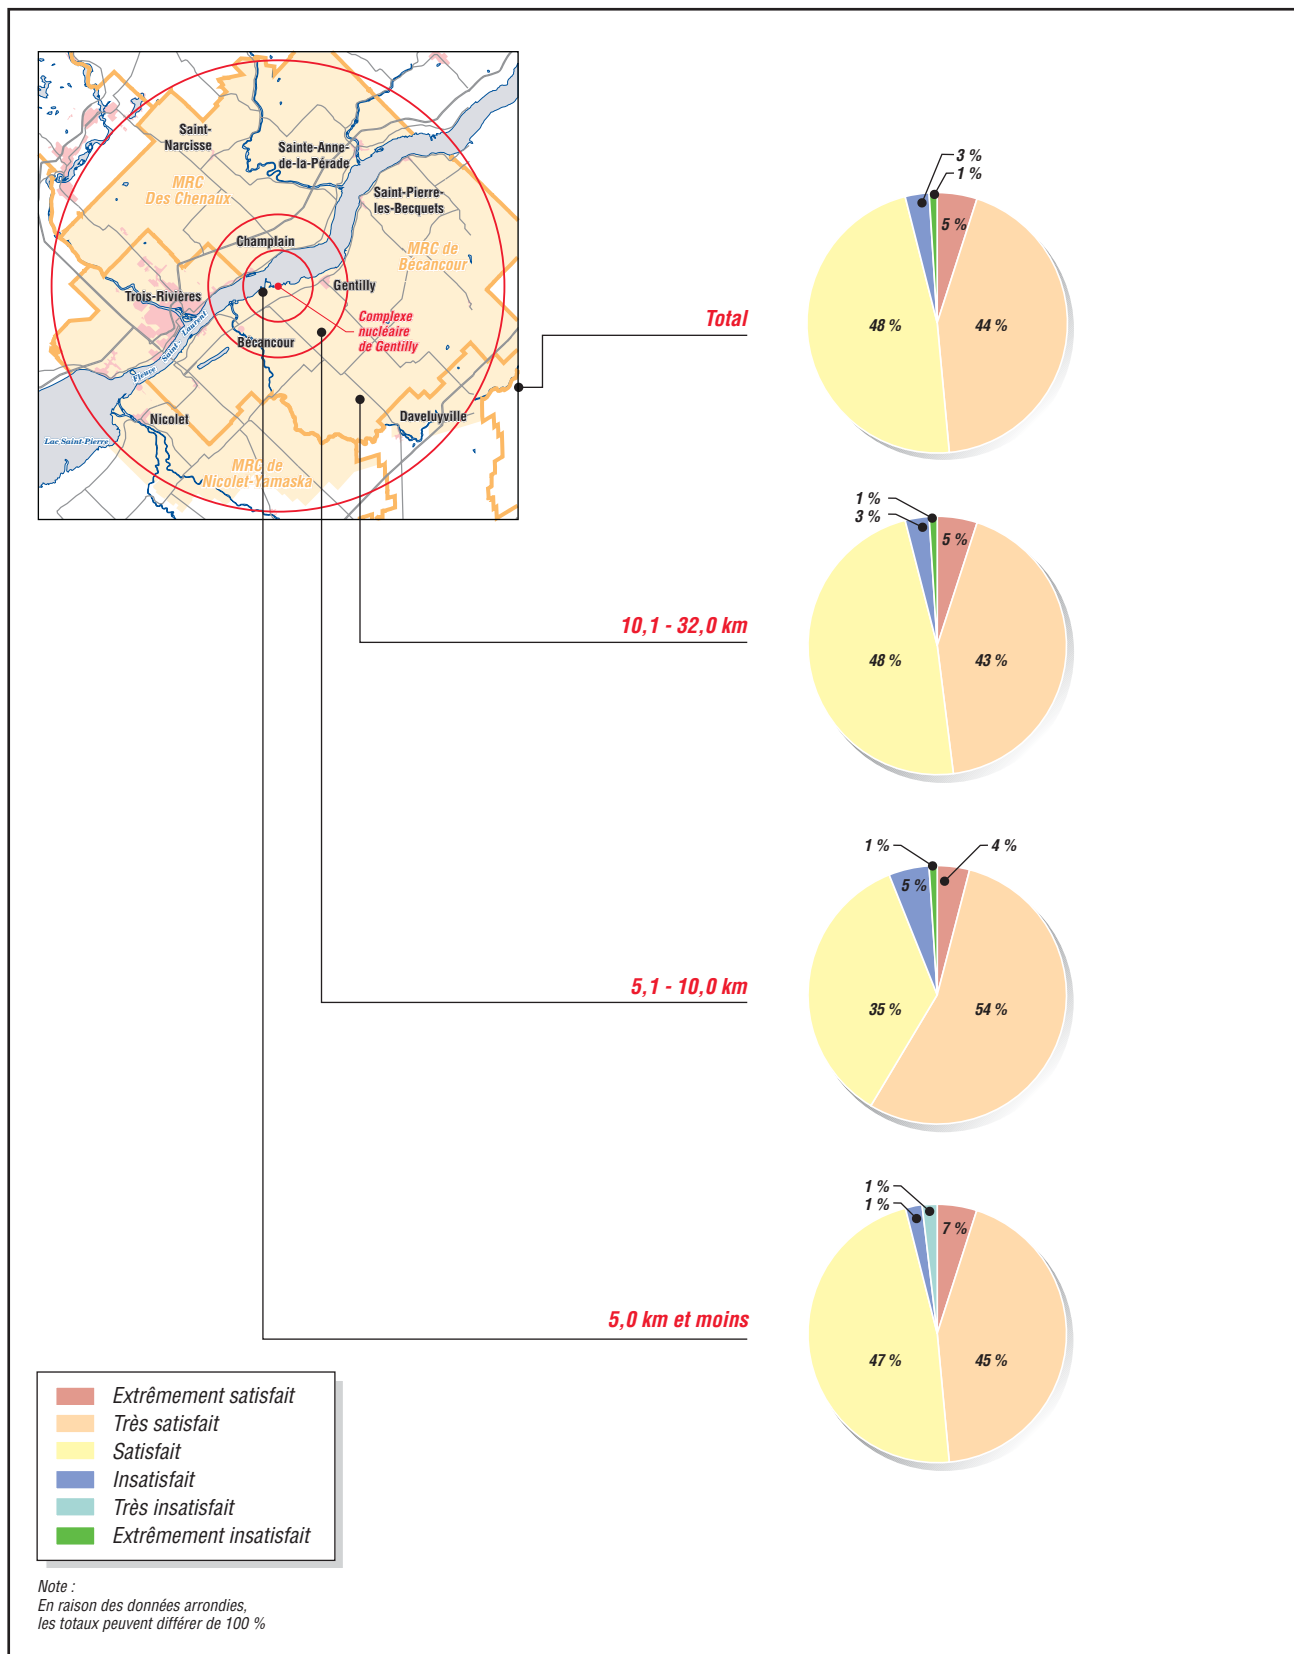 Saint-
Narcisse
Sainte-Anne-
de-la-Pérade
MRC
Des Chenaux
Saint-Pierre-
les-Becquets
Champlain
MRC de
Bécancour
Trois-Rivières
Gentilly
Complexe
nucléaire
de Gentilly
Fleuve Saint-Laurent
Bécancour
Nicolet
Daveluyville
Lac Saint-Pierre
MRC de
Nicolet-Yamaska
Total
3 %
1 %
5 %
48 %
44 %
10,1 - 32,0 km
1 %
3 %
5 %
48 %
43 %
5,1 - 10,0 km
1 %
4 %
5 %
35 %
54 %
5,0 km et moins
1 %
1 %
7 %
47 %
45 %
Extrêmement satisfait
Très satisfait
Satisfait
Insatisfait
Très insatisfait
Extrêmement insatisfait
Note :
En raison des données arrondies,
les totaux peuvent différer de 100 %